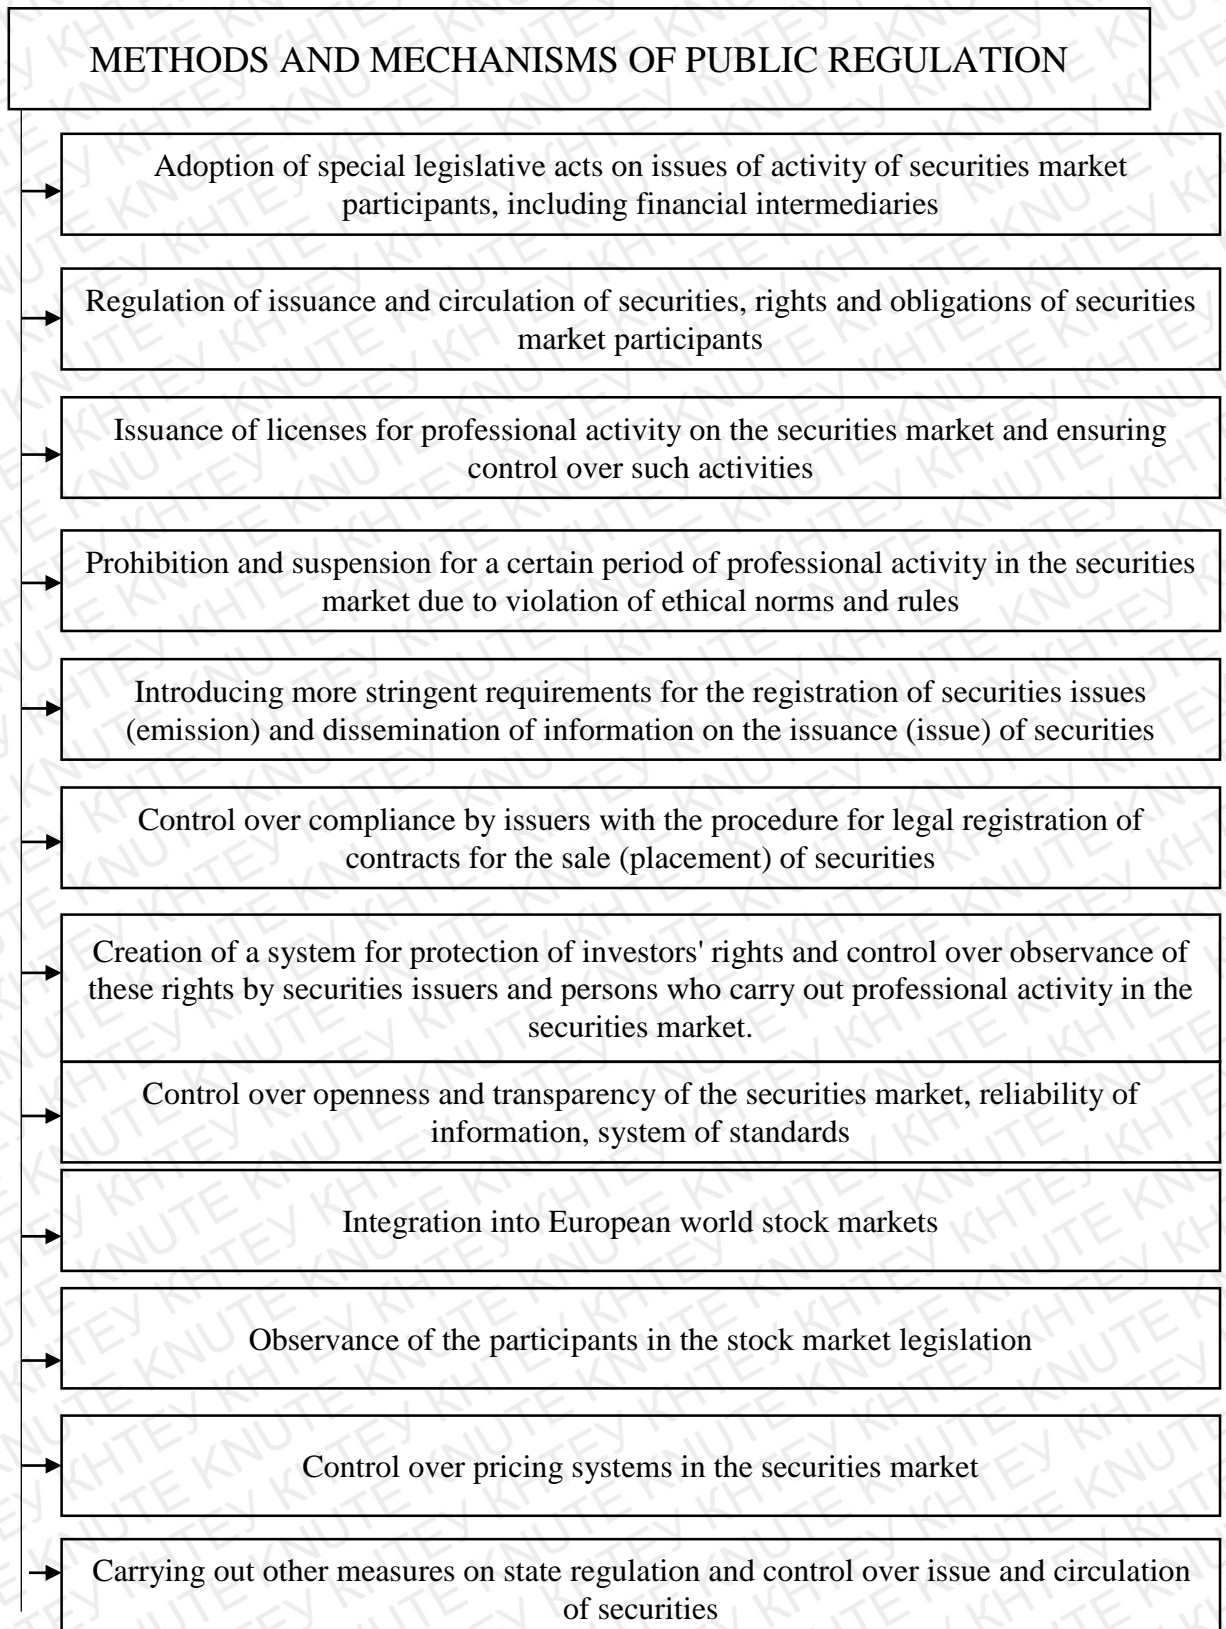 METHODS AND MECHANISMS OF PUBLIC REGULATION
Adoption of special legislative acts on issues of activity of securities market
participants, including financial intermediaries
Regulation of issuance and circulation of securities, rights and obligations of securities
market participants
Issuance of licenses for professional activity on the securities market and ensuring
control over such activities
Prohibition and suspension for a certain period of professional activity in the securities
market due to violation of ethical norms and rules
Introducing more stringent requirements for the registration of securities issues
(emission) and dissemination of information on the issuance (issue) of securities
Control over compliance by issuers with the procedure for legal registration of
contracts for the sale (placement) of securities
Creation of a system for protection of investors' rights and control over observance of
these rights by securities issuers and persons who carry out professional activity in the
securities market.
Control over openness and transparency of the securities market, reliability of
information, system of standards
Integration into European world stock markets
Observance of the participants in the stock market legislation
Control over pricing systems in the securities market
Carrying out other measures on state regulation and control over issue and circulation
of securities